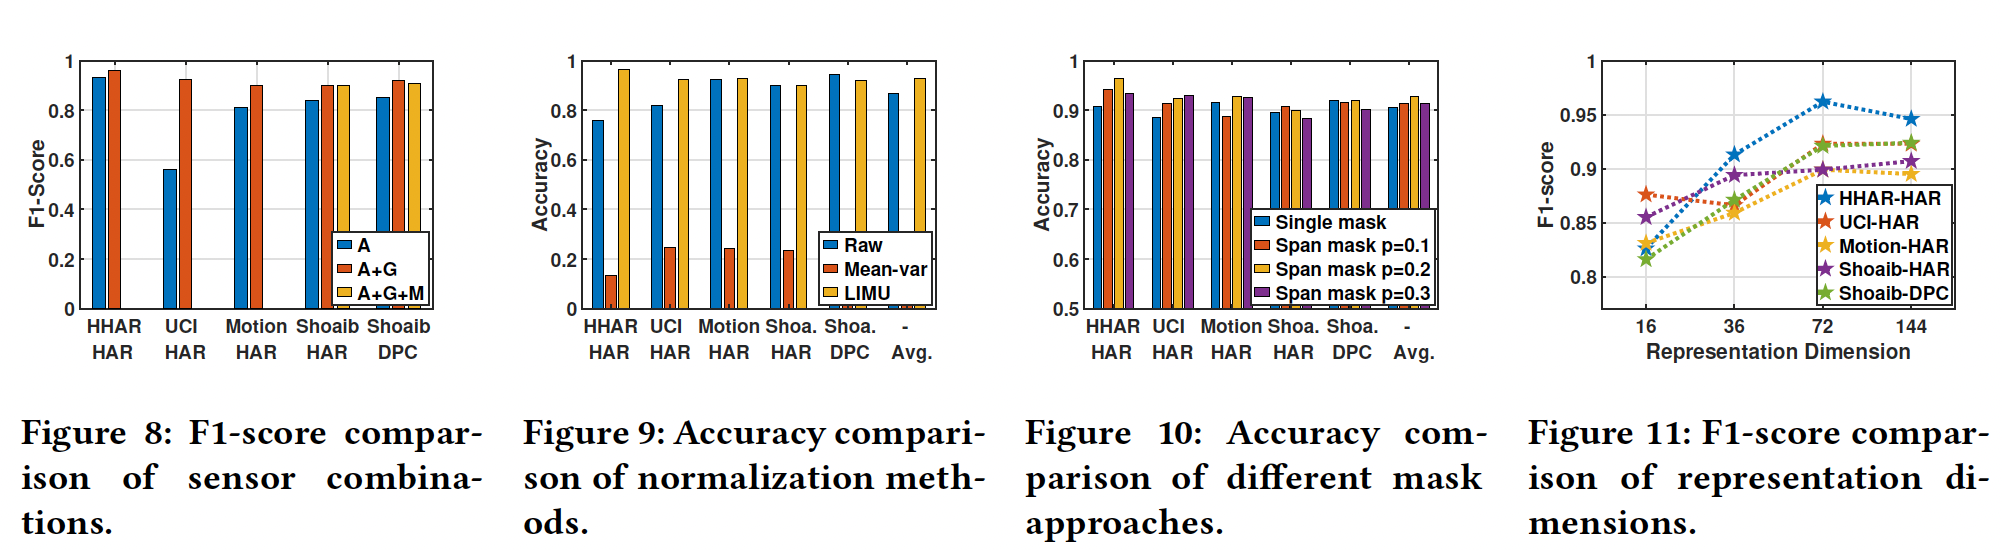 1
0.8
0.6
0.4
0.2
0
F1-Score
A
A+G
A+G+M
HHAR UCI Motion Shoaib Shoaib
HAR HAR HAR HAR DPC
Figure 8: F1-score compar-
ison of sensor combina-
tions.
1
0.8
0.6
0.4
0.2
0
Accuracy
Raw
Mean-var
LIMU
HHAR UCI Motion Shoa. Shoa. -
HAR HAR HAR HAR DPC Avg.
Figure 9: Accuracy compari-
son of normalization meth-
ods.
1
0.9
0.8
0.7
0.6
0.5
Accuracy
Single mask
Span mask p=0.1
Span mask p=0.2
Span mask p=0.3
HHAR UCI Motion Shoa. Shoa. -
HAR HAR HAR HAR DPC Avg.
Figure 10: Accuracy com-
parison of different mask
approaches.
1
0.95
0.9
0.85
0.8
F1-score
HHAR-HAR
UCI-HAR
Motion-HAR
Shoaib-HAR
Shoaib-DPC
16 36 72 144
Representation Dimension
Figure 11: F1-score compar-
ison of representation di-
mensions.